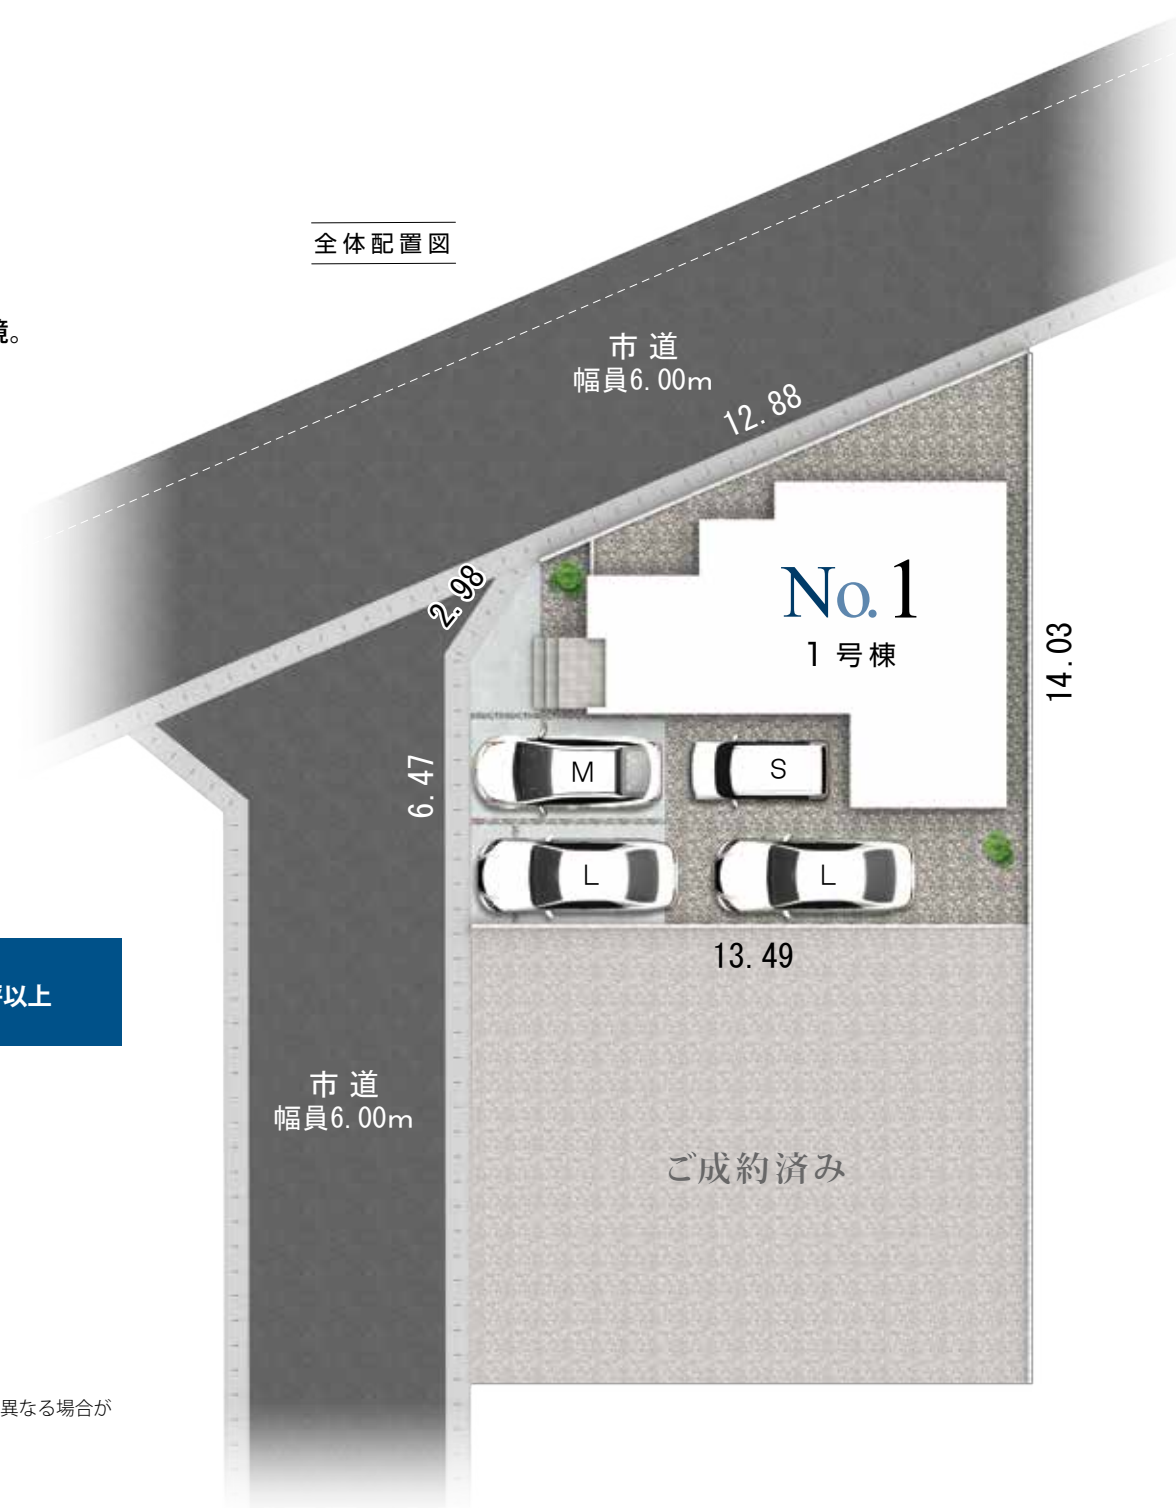 全体配置図
境。
市道
幅員6.00m
12.88
2.98
No.1
1号棟
14.03
6.47
M
S
L
L
13.49
以上
市道
幅員6.00m
ご成約済み
異なる場合が